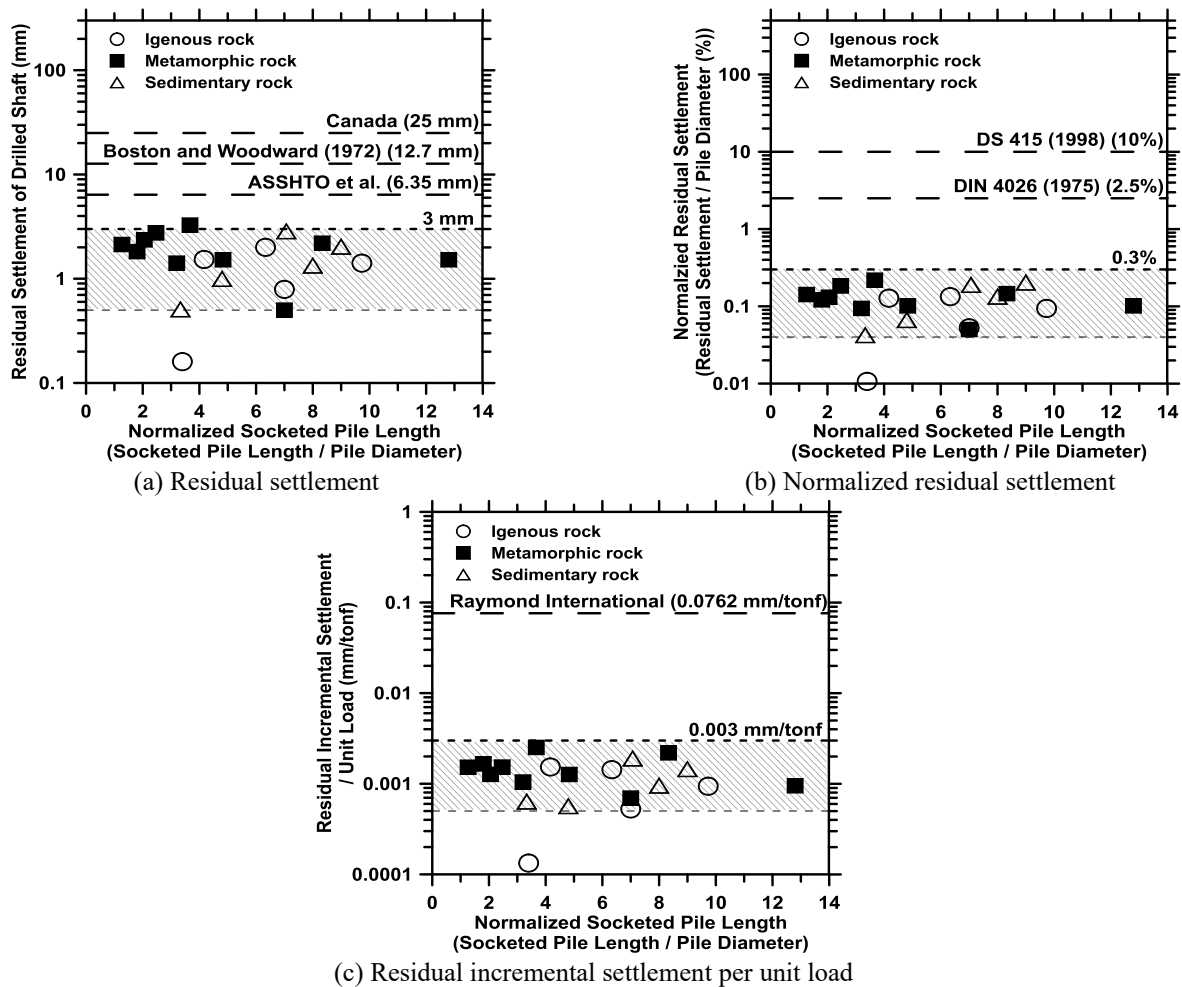 Residual Settlement of Drilled Shaft (mm)
Igenous rock
Metamorphic rock
Sedimentary rock
100
10
1
0.1
Canada (25 mm)
Boston and Woodward (1972) (12.7 mm)
ASSHTO et al. (6.35 mm)
3 mm
0 2 4 6 8 10 12 14
Normalized Socketed Pile Length
(Socketed Pile Length / Pile Diameter)
(a) Residual settlement
Normalzied Residual Settlement
(Residual Settlement / Pile Diameter (%))
Igenous rock
Metamorphic rock
Sedimentary rock
100
10
1
0.1
0.01
DS 415 (1998) (10%)
DIN 4026 (1975) (2.5%)
0.3%
0 2 4 6 8 10 12 14
Normalized Socketed Pile Length
(Socketed Pile Length / Pile Diameter)
(b) Normalized residual settlement
Residual Incremental Settlement
/ Unit Load (mm/tonf)
1
0.1
0.01
0.001
0.0001
Igenous rock
Metamorphic rock
Sedimentary rock
Raymond International (0.0762 mm/tonf)
0.003 mm/tonf
0 2 4 6 8 10 12 14
Normalized Socketed Pile Length
(Socketed Pile Length / Pile Diameter)
(c) Residual incremental settlement per unit load